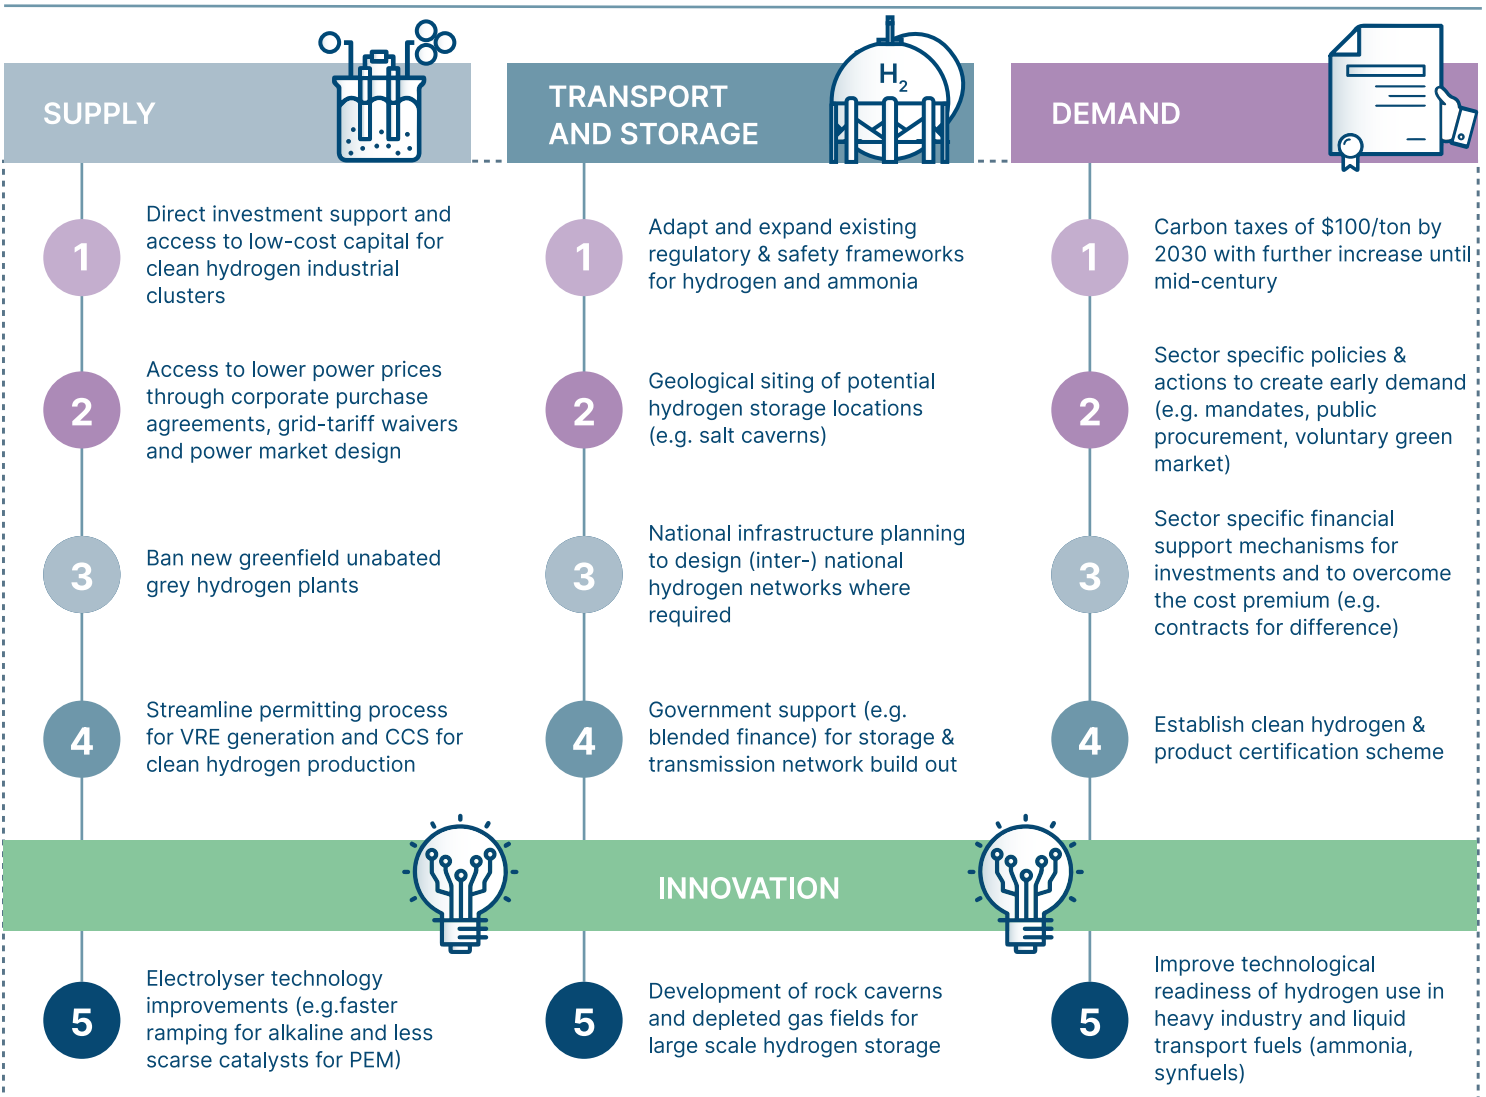 SUPPLY
1
Direct investment support and
access to low-cost capital for
clean hydrogen industrial
clusters
2
Access to lower power prices
through corporate purchase
agreements, grid-tariff waivers
and power market design
3
Ban new greenfield unabated
grey hydrogen plants
4
Streamline permitting process
for VRE generation and CCS for
clean hydrogen production
TRANSPORT
AND STORAGE
H2
1
Adapt and expand existing
regulatory & safety frameworks
for hydrogen and ammonia
2
Geological siting of potential
hydrogen storage locations
(e.g. salt caverns)
3
National infrastructure planning
to design (inter-) national
hydrogen networks where
required
4
Government support (e.g.
blended finance) for storage &
transmission network build out
DEMAND
1
Carbon taxes of $100/ton by
2030 with further increase until
mid-century
2
Sector specific policies &
actions to create early demand
(e.g. mandates, public
procurement, voluntary green
market)
3
Sector specific financial
support mechanisms for
investments and to overcome
the cost premium (e.g.
contracts for difference)
4
Establish clean hydrogen &
product certification scheme
INNOVATION
5
Electrolyser technology
improvements (e.g.faster
ramping for alkaline and less
scarse catalysts for PEM)
5
Development of rock caverns
and depleted gas fields for
large scale hydrogen storage
5
Improve technological
readiness of hydrogen use in
heavy industry and liquid
transport fuels (ammonia,
synfuels)